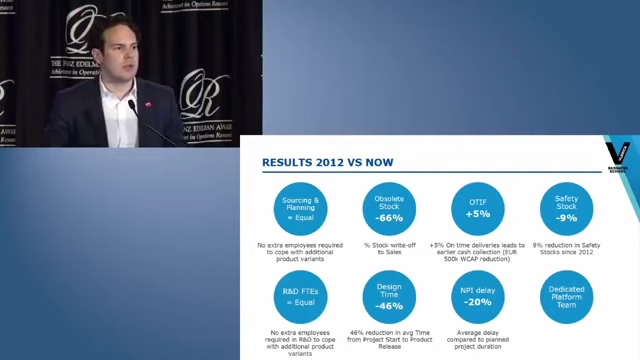 THE FRANZ EDELMAN
Achievement in Operations Research
RESULTS 2012 VS NOW
VLERICK
BUSINESS
SCHOOL
Sourcing &
Planning
= Equal
Obsolete
Stock
-66%
OTIF
+5%
Safety
Stock
-9%
No extra employees required
to cope with additional
product variants
% Stock write-off
to Sales
+5% On time deliveries leads to
earlier cash collection (EUR
500k WCAP reduction)
9% reduction in Safety
Stocks since 2012
R&D FTEs
= Equal
Design
Time
-46%
NPI delay
-20%
Dedicated
Platform
Team
No extra employees
required in R&D to cope
with additional product
variants
46% reduction in avg Time
from Project Start to Product
Release
Average delay
compared to planned
project duration